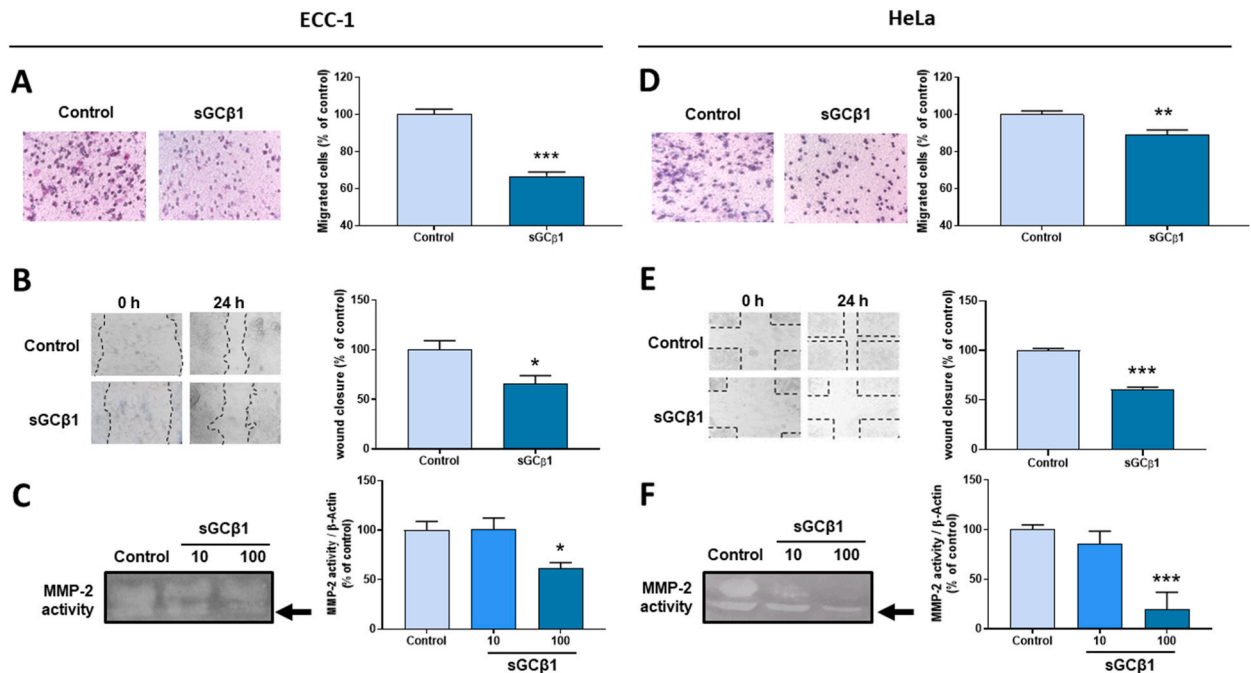 ECC-1
HeLa
A
Control sGCβ1
***
Migrated cells (% of control)
120
100
80
60
40
Control sGCβ1
D
Control sGCβ1
**
Migrated cells (% of control)
120
100
80
60
40
Control sGCβ1
B
0 h 24 h
Control
sGCβ1
*
wound closure (% of control)
150
100
50
0
Control sGCβ1
E
0 h 24 h
Control
sGCβ1
***
wound closure (% of control)
150
100
50
0
Control sGCβ1
C
sGCβ1
Control 10 100
MMP-2
activity
*
MMP-2 activity / β-Actin
(% of control)
150
100
50
0
Control 10 100
sGCβ1
F
sGCβ1
Control 10 100
MMP-2
activity
***
MMP-2 activity / β-Actin
(% of control)
150
100
50
0
Control 10 100
sGCβ1